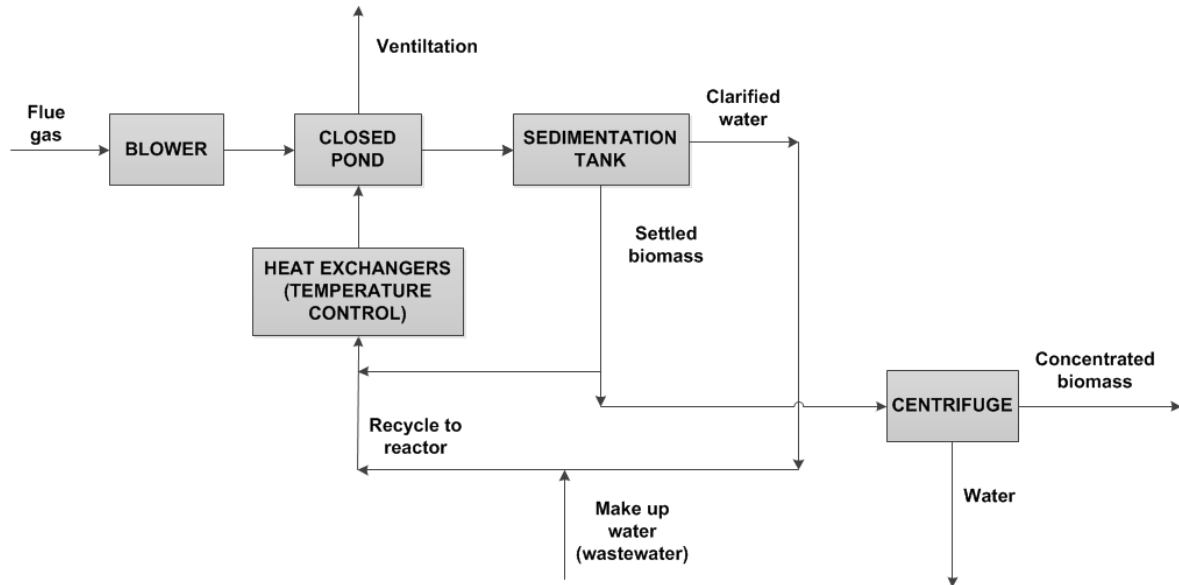 Ventiltation
Flue
gas
BLOWER
CLOSED
POND
SEDIMENTATION
TANK
Clarified
water
Settled
biomass
HEAT EXCHANGERS
(TEMPERATURE
CONTROL)
Concentrated
biomass
CENTRIFUGE
Recycle to
reactor
Water
Make up
water
(wastewater)